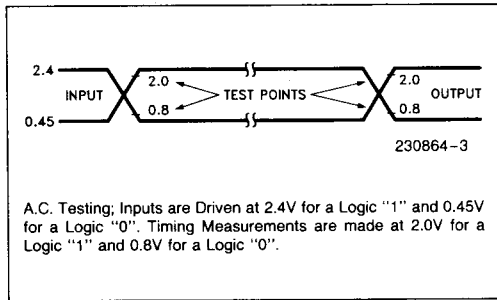 2.4
2.0 2.0
INPUT TEST POINTS OUTPUT
0.8 0.8
0.45
230864-3
A.C. Testing; Inputs are Driven at 2.4V for a Logic "1" and 0.45V
for a Logic "0". Timing Measurements are made at 2.0V for a
Logic "1" and 0.8V for a Logic "0".